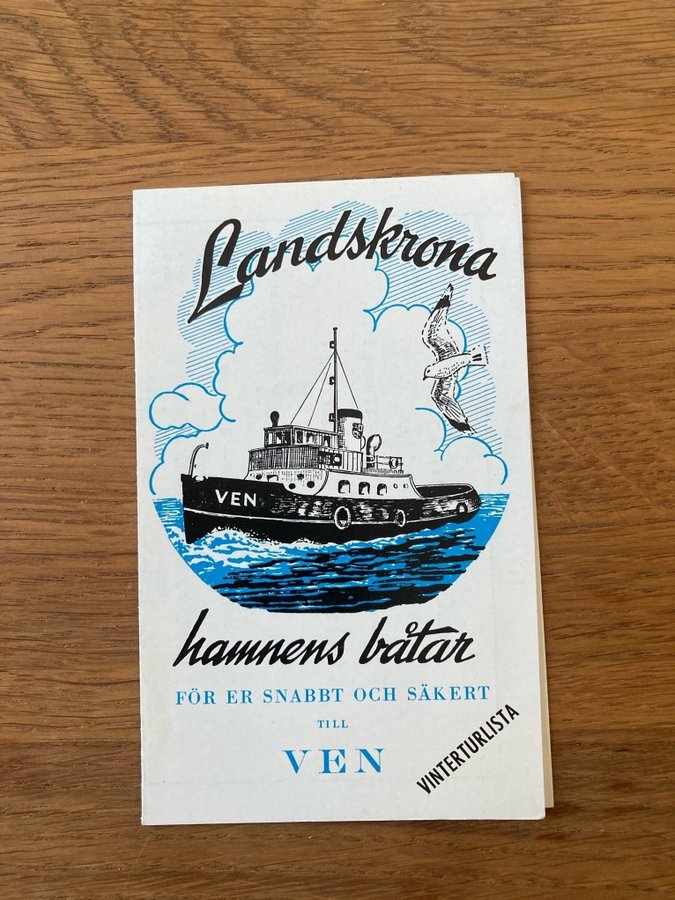 Landskrona
VEN
hamnens båtar
FÖR ER SNABBT OCH SÄKERT
TILL
VEN
VINTERTURLISTA